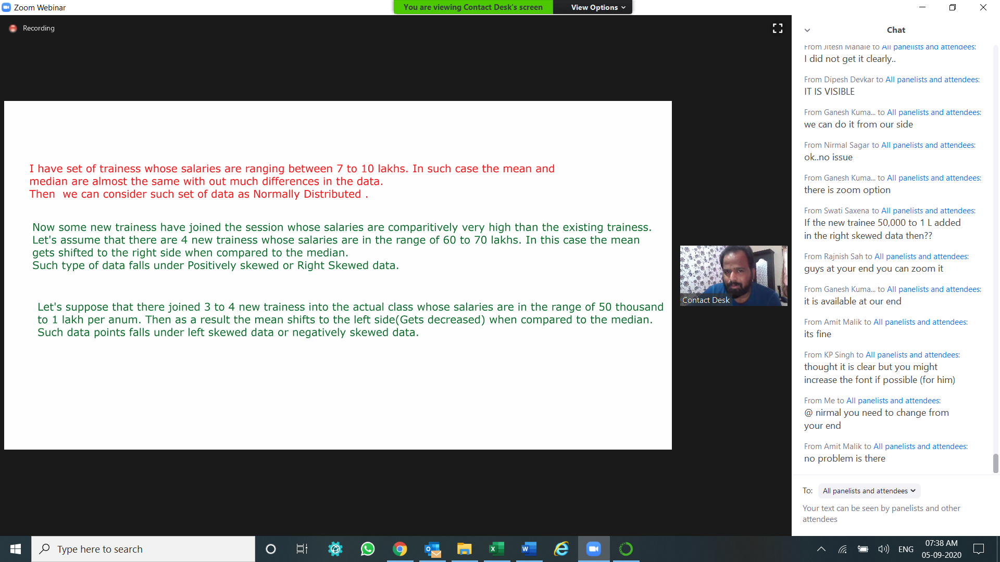 Zoom Webinar
You are viewing Contact Desk's screen
View Options
Recording
I have set of trainess whose salaries are ranging between 7 to 10 lakhs. In such case the mean and
median are almost the same with out much differences in the data.
Then  we can consider such set of data as Normally Distributed .
Now some new trainess have joined the session whose salaries are comparitively very high than the existing trainess.
Let's assume that there are 4 new trainess whose salaries are in the range of 60 to 70 lakhs. In this case the mean
gets shifted to the right side when compared to the median.
Such type of data falls under Positively skewed or Right Skewed data.
Let's suppose that there joined 3 to 4 new trainess into the actual class whose salaries are in the range of 50 thousand
to 1 lakh per anum. Then as a result the mean shifts to the left side(Gets decreased) when compared to the median.
Such data points falls under left skewed data or negatively skewed data.
Contact Desk
Chat
From Jitesh Mahale to All panelists and attendees:
I did not get it clearly..
From Dipesh Devkar to All panelists and attendees:
IT IS VISIBLE
From Ganesh Kuma... to All panelists and attendees:
we can do it from our side
From Nirmal Sagar to All panelists and attendees:
ok..no issue
From Ganesh Kuma... to All panelists and attendees:
there is zoom option
From Swati Saxena to All panelists and attendees:
If the new trainee 50,000 to 1 L added
in the right skewed data then??
From Rajnish Sah to All panelists and attendees:
guys at your end you can zoom it
From Ganesh Kuma... to All panelists and attendees:
it is available at our end
From Amit Malik to All panelists and attendees:
its fine
From KP Singh to All panelists and attendees:
thought it is clear but you might
increase the font if possible (for him)
From Me to All panelists and attendees:
@ nirmal you need to change from
your end
From Amit Malik to All panelists and attendees:
no problem is there
To: All panelists and attendees
Your text can be seen by panelists and other
attendees
Type here to search
ENG
07:38 AM
05-09-2020